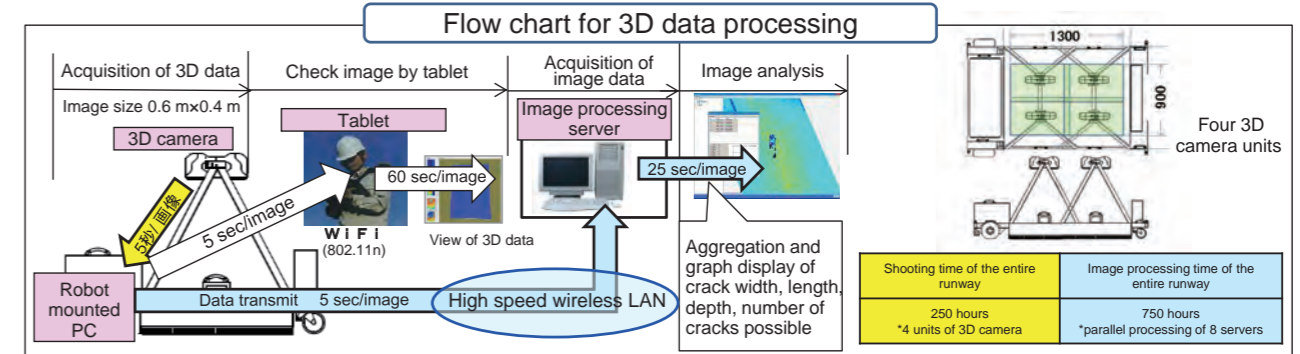 Flow chart for 3D data processing
Acquisition of 3D data
Check image by tablet
Acquisition of
image data
Image analysis
Image size 0.6 m×0.4 m
3D camera
Tablet
Image processing
server
5秒/画像
5 sec/image
60 sec/image
25 sec/image
WiFi
(802.11n)
View of 3D data
Robot
mounted
PC
Data transmit 5 sec/image
High speed wireless LAN
Aggregation and
graph display of
crack width, length,
depth, number of
cracks possible
1300
900
Four 3D
camera units
Shooting time of the entire
runway
Image processing time of the
entire runway
250 hours
*4 units of 3D camera
750 hours
*parallel processing of 8 servers